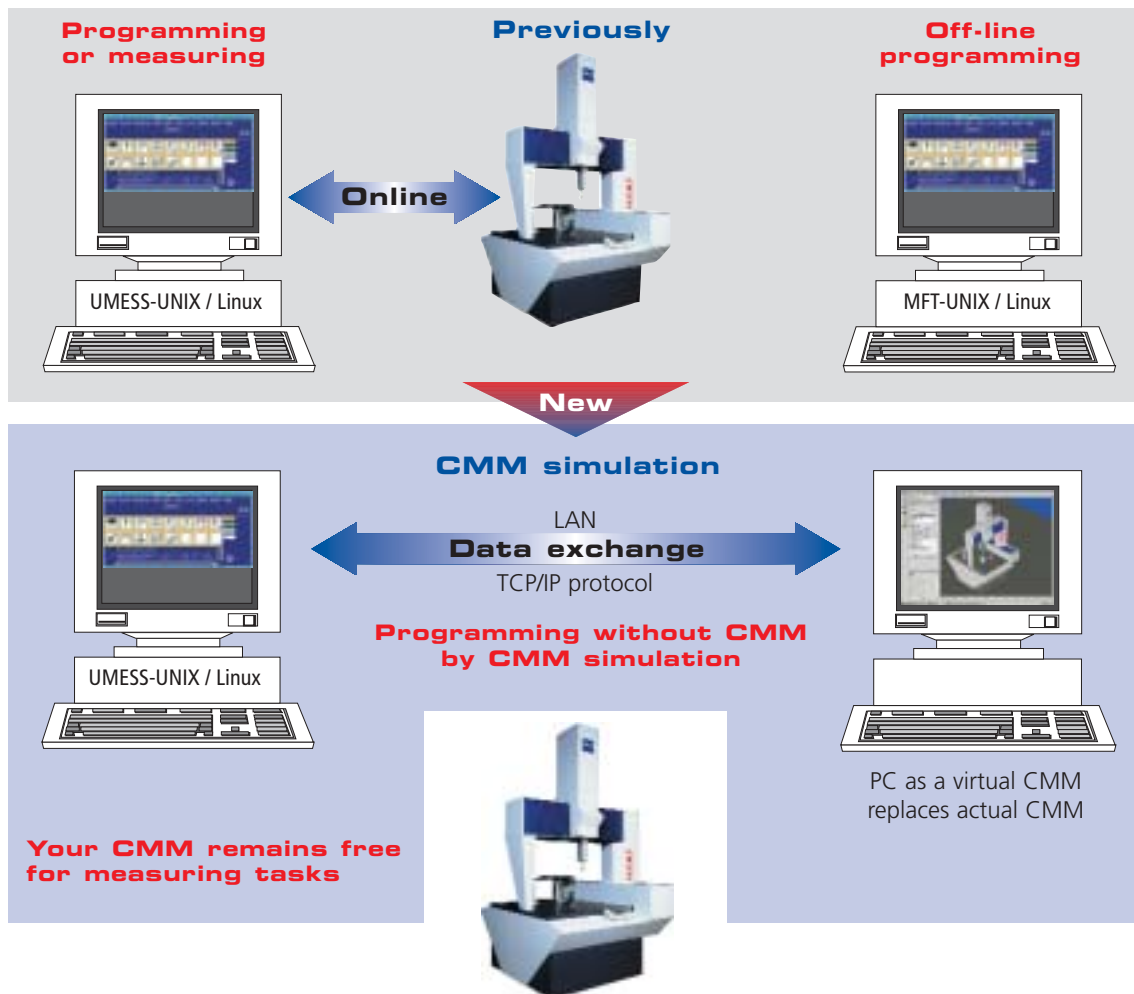 Programming
or measuring
Previously
Off-line
programming
Online
UMESS-UNIX / Linux
MFT-UNIX / Linux
New
CMM simulation
LAN
Data exchange
TCP/IP protocol
Programming without CMM
by CMM simulation
UMESS-UNIX / Linux
PC as a virtual CMM
replaces actual CMM
Your CMM remains free
for measuring tasks